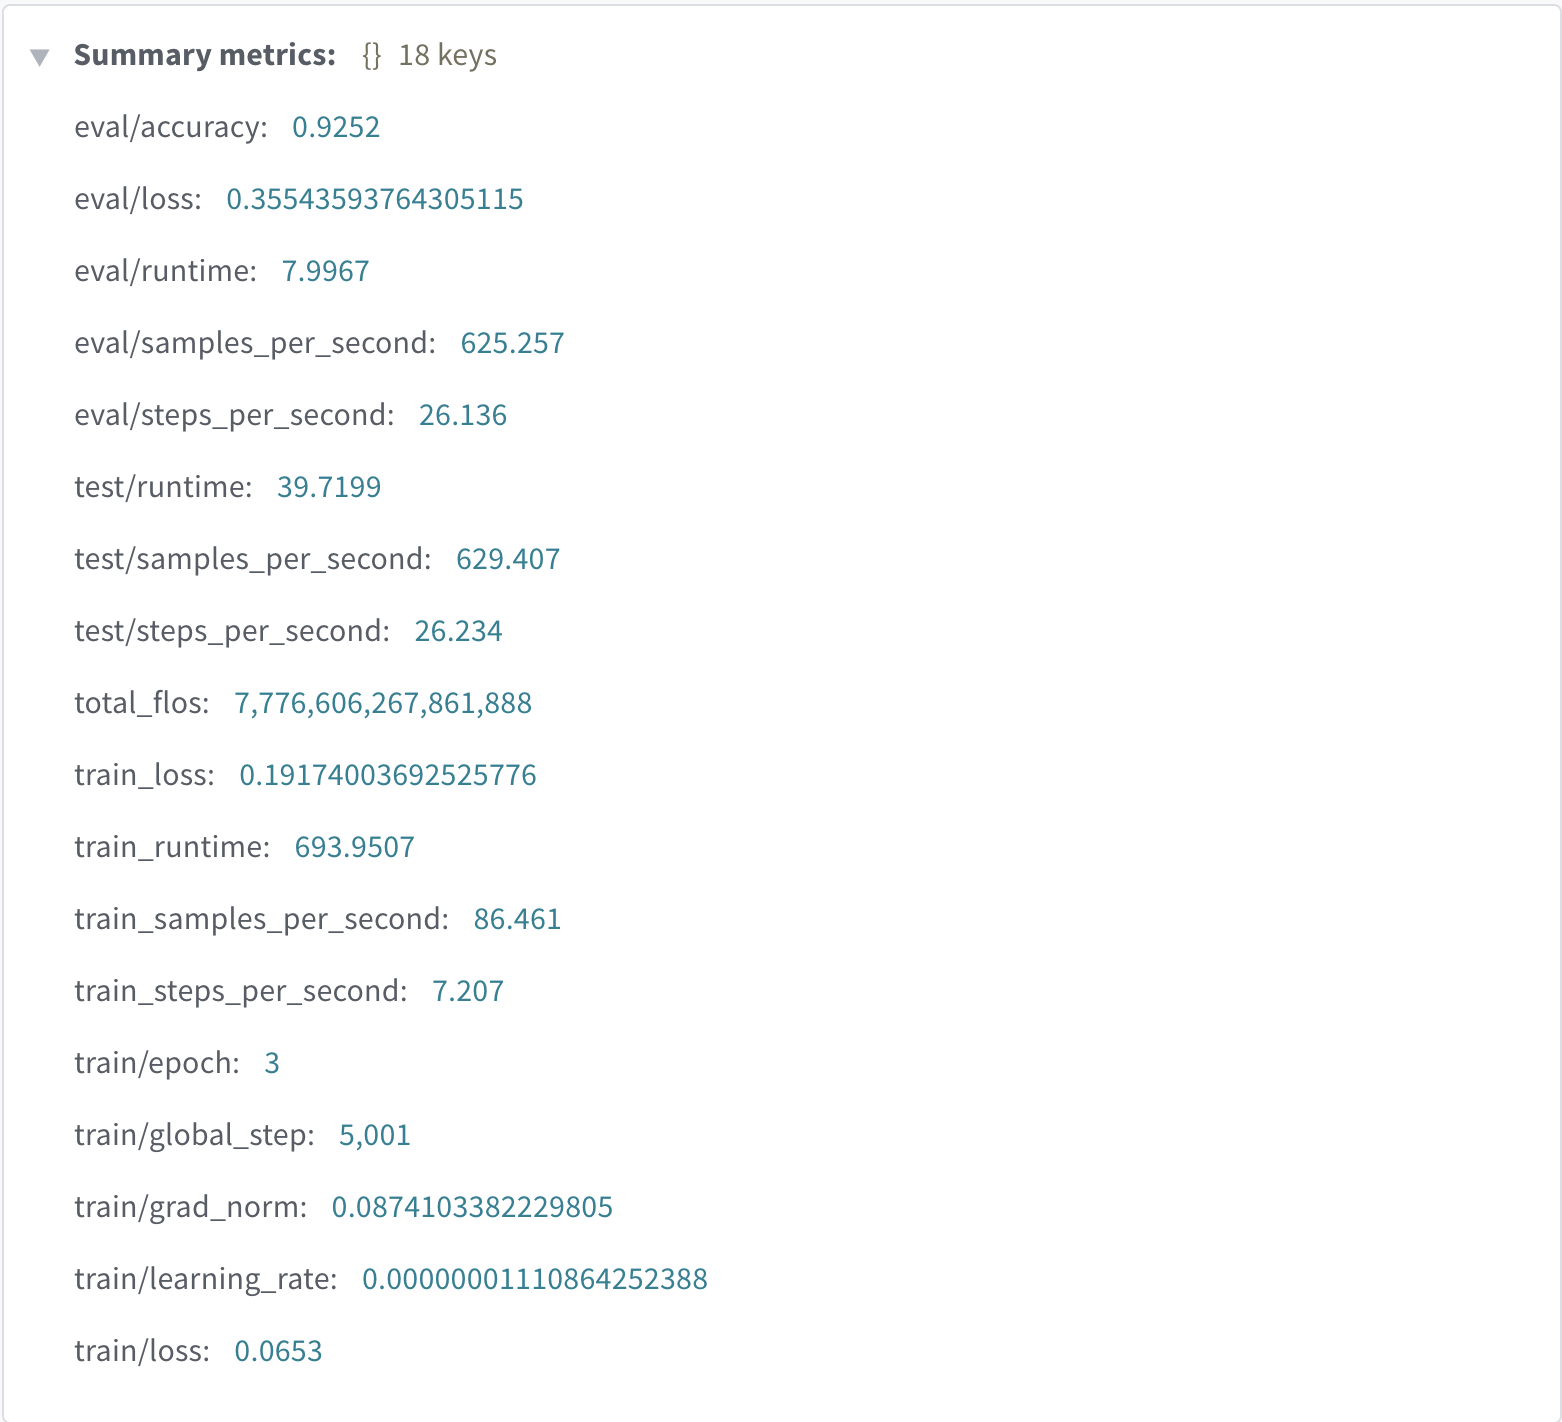 ▼ Summary metrics: {} 18 keys
eval/accuracy: 0.9252
eval/loss: 0.35543593764305115
eval/runtime: 7.9967
eval/samples_per_second: 625.257
eval/steps_per_second: 26.136
test/runtime: 39.7199
test/samples_per_second: 629.407
test/steps_per_second: 26.234
total_flos: 7,776,606,267,861,888
train_loss: 0.19174003692525776
train_runtime: 693.9507
train_samples_per_second: 86.461
train_steps_per_second: 7.207
train/epoch: 3
train/global_step: 5,001
train/grad_norm: 0.0874103382229805
train/learning_rate: 0.00000001110864252388
train/loss: 0.0653